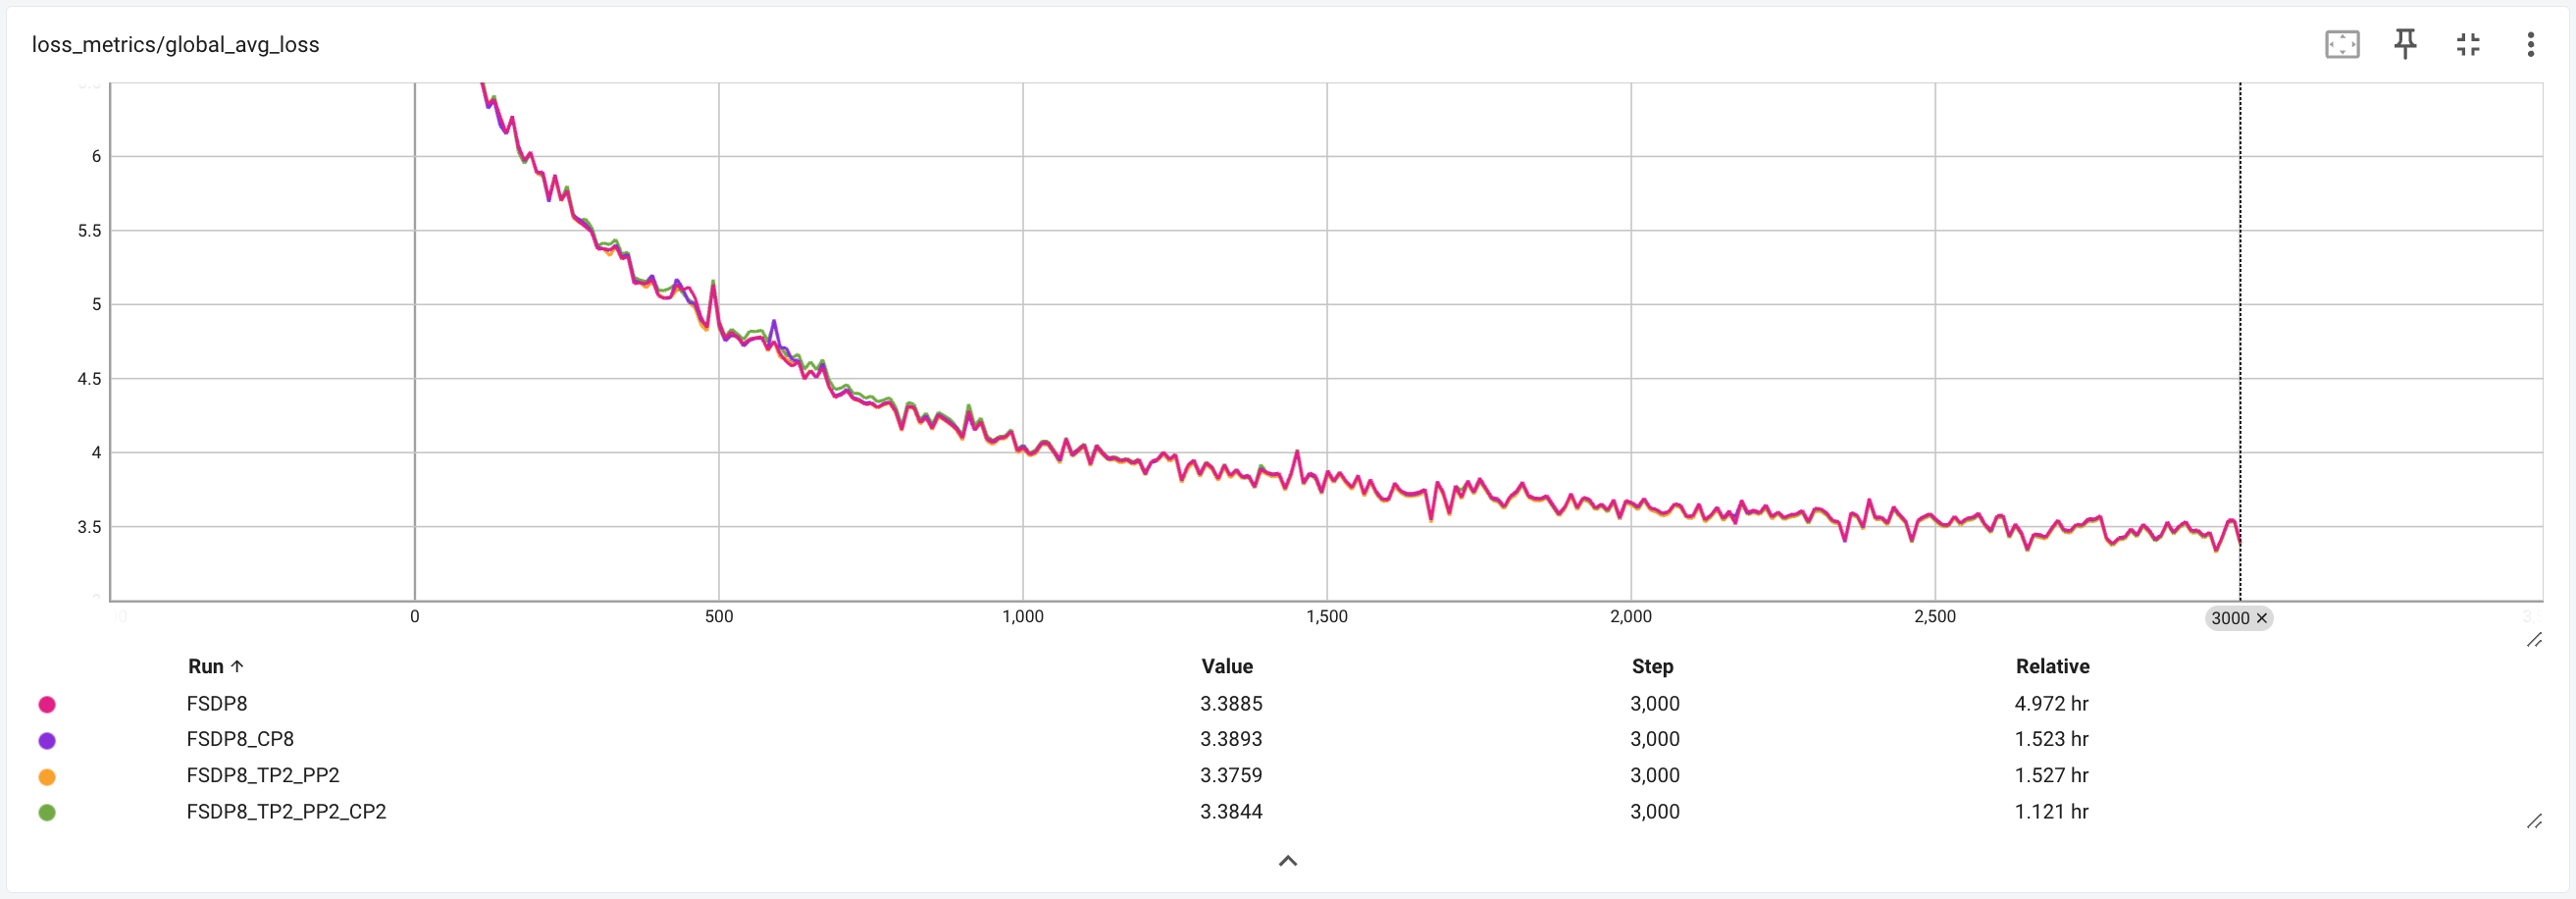 loss_metrics/global_avg_loss
6
5.5
5
4.5
4
3.5
0 500 1,000 1,500 2,000 2,500 3000 ×
Run ↑ Value Step Relative
FSDP8 3.3885 3,000 4.972 hr
FSDP8_CP8 3.3893 3,000 1.523 hr
FSDP8_TP2_PP2 3.3759 3,000 1.527 hr
FSDP8_TP2_PP2_CP2 3.3844 3,000 1.121 hr